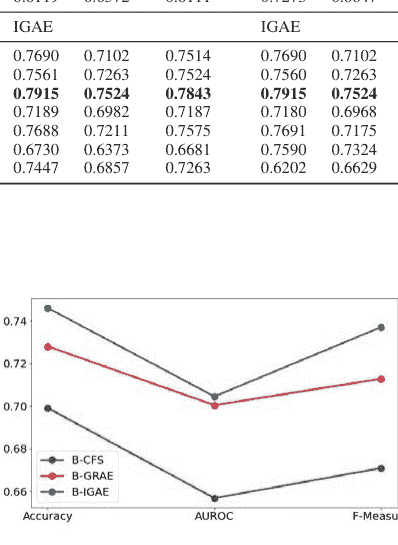 IGAE IGAE
0.7690 0.7102 0.7514 0.7690 0.7102
0.7561 0.7263 0.7524 0.7560 0.7263
0.7915 0.7524 0.7843 0.7915 0.7524
0.7189 0.6982 0.7187 0.7180 0.6968
0.7688 0.7211 0.7575 0.7691 0.7175
0.6730 0.6373 0.6681 0.7590 0.7324
0.7447 0.6857 0.7263 0.6202 0.6629
0.74
0.72
0.70
0.68
0.66
B-CFS
B-GRAE
B-IGAE
Accuracy AUROC F-Measu